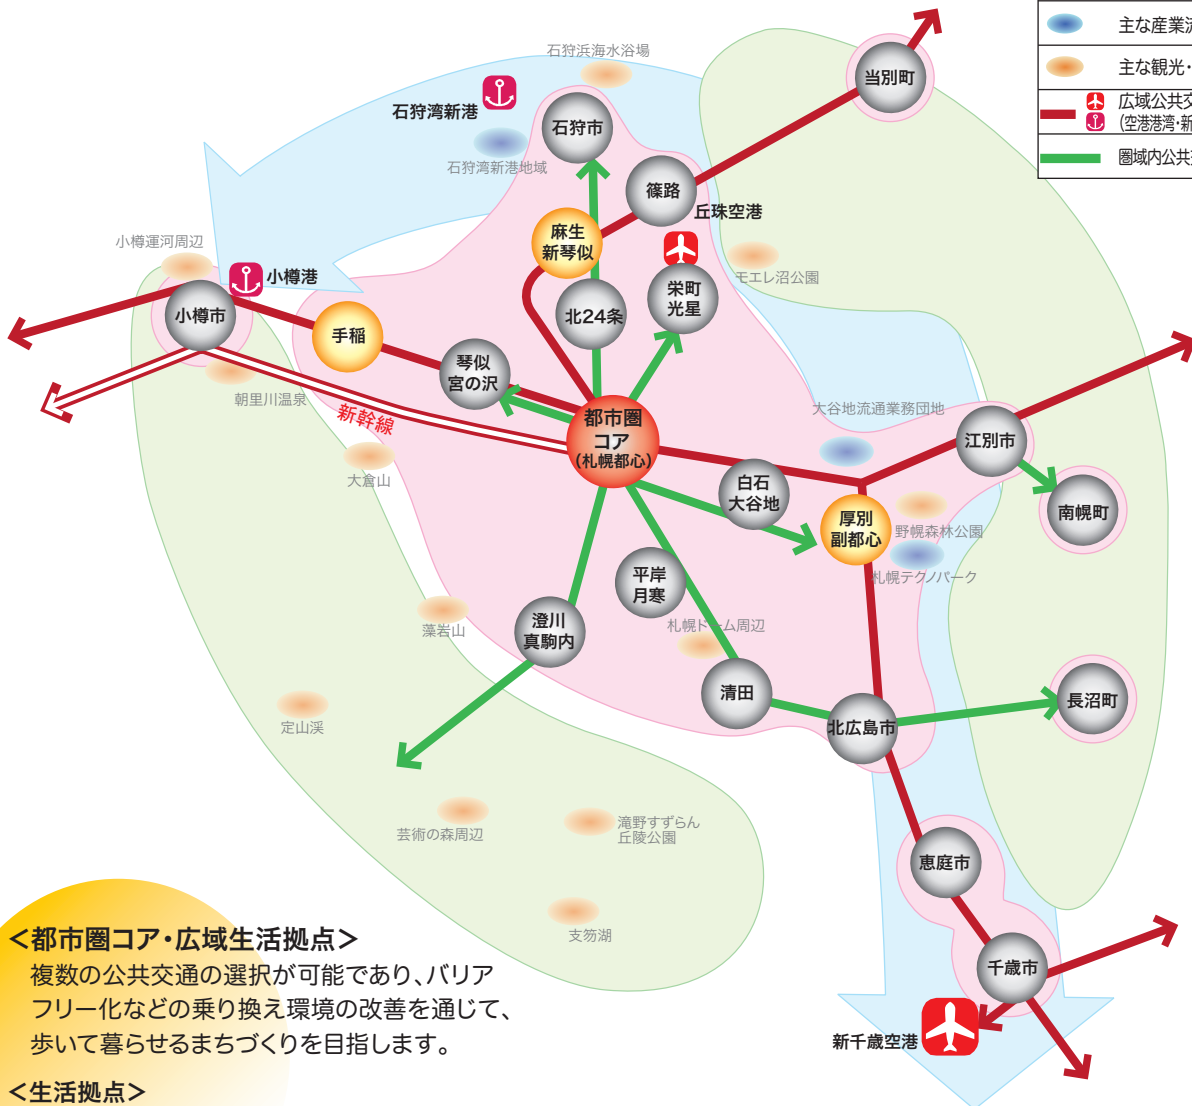 主な産業流
主な観光・
広域公共交
(空港港湾・新
圏域内公共交
石狩浜海水浴場
当別町
石狩湾新港
石狩市
石狩湾新港地域
篠路
丘珠空港
麻生
新琴似
小樽運河周辺
モエレ沼公園
小樽港
栄町
光星
小樽市
北24条
手稲
琴似
宮の沢
朝里川温泉
新幹線
都市圏
コア
(札幌都心)
大谷地流通業務団地
江別市
大倉山
白石
大谷地
南幌町
厚別
副都心
野幌森林公園
札幌テクノパーク
平岸
月寒
藻岩山
澄川
真駒内
札幌ドーム周辺
清田
長沼町
定山渓
北広島市
芸術の森周辺
滝野すずらん
丘陵公園
恵庭市
支笏湖
千歳市
新千歳空港
<都市圏コア・広域生活拠点>
複数の公共交通の選択が可能であり、バリア
フリー化などの乗り換え環境の改善を通じて、
歩いて暮らせるまちづくりを目指します。
<生活拠点>